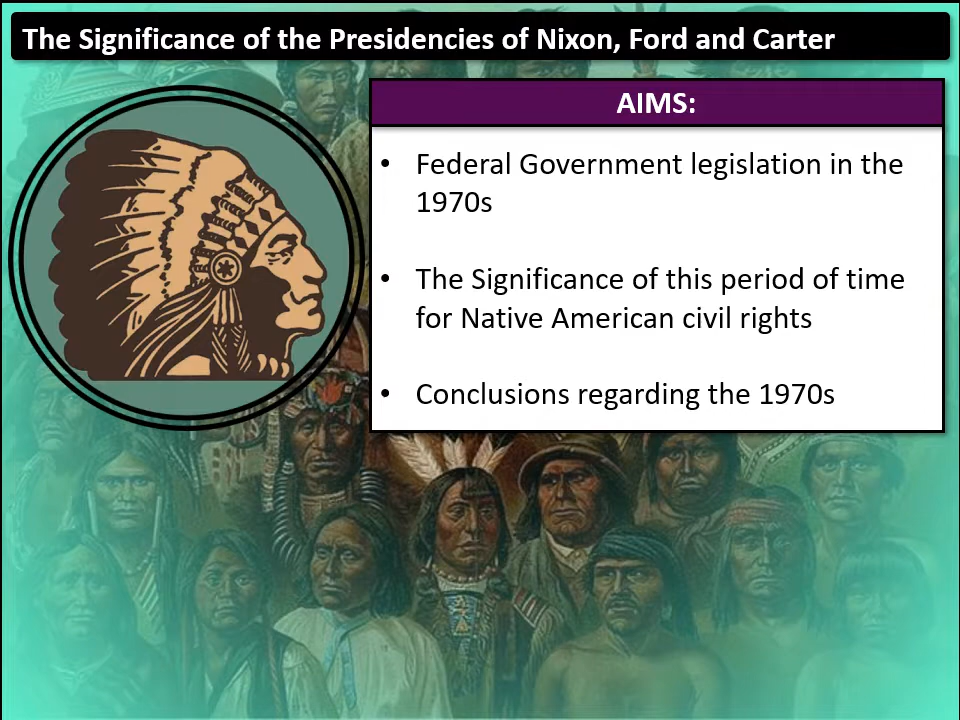 The Significance of the Presidencies of Nixon, Ford and Carter
AIMS:
• Federal Government legislation in the
1970s
• The Significance of this period of time
for Native American civil rights
• Conclusions regarding the 1970s